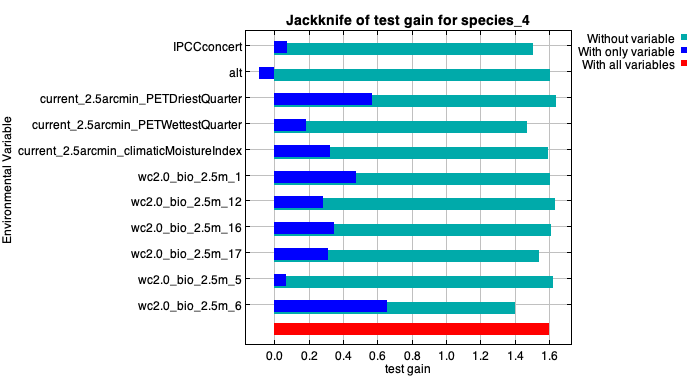 Jackknife of test gain for species_4
Without variable
With only variable
With all variables
Environmental Variable
IPCCconcert
alt
current_2.5arcmin_PETDriestQuarter
current_2.5arcmin_PETWettestQuarter
current_2.5arcmin_climaticMoistureIndex
wc2.0_bio_2.5m_1
wc2.0_bio_2.5m_12
wc2.0_bio_2.5m_16
wc2.0_bio_2.5m_17
wc2.0_bio_2.5m_5
wc2.0_bio_2.5m_6
0.0 0.2 0.4 0.6 0.8 1.0 1.2 1.4 1.6
test gain